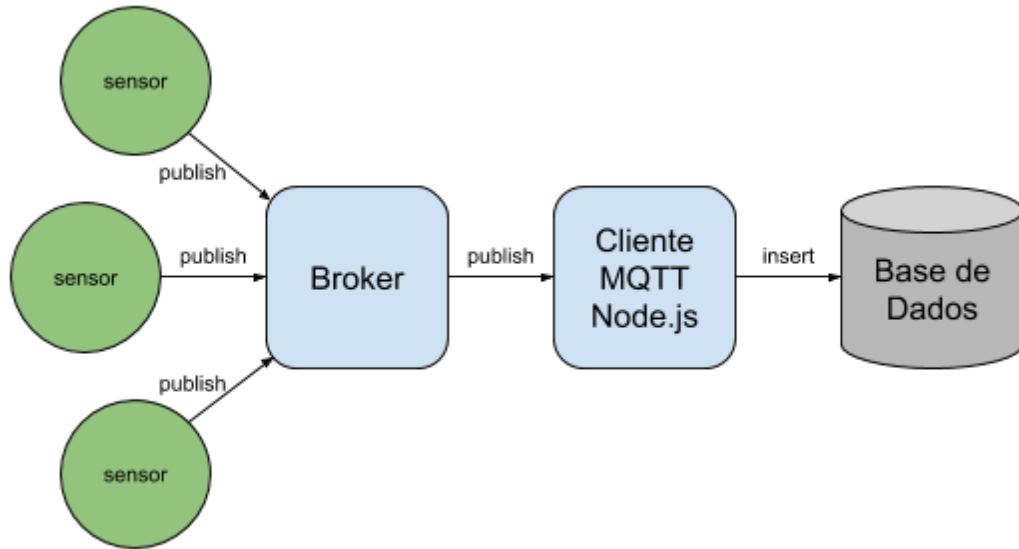 sensor
publish
sensor
publish
publish
sensor
Broker
publish
Cliente
MQTT
Node.js
insert
Base de
Dados